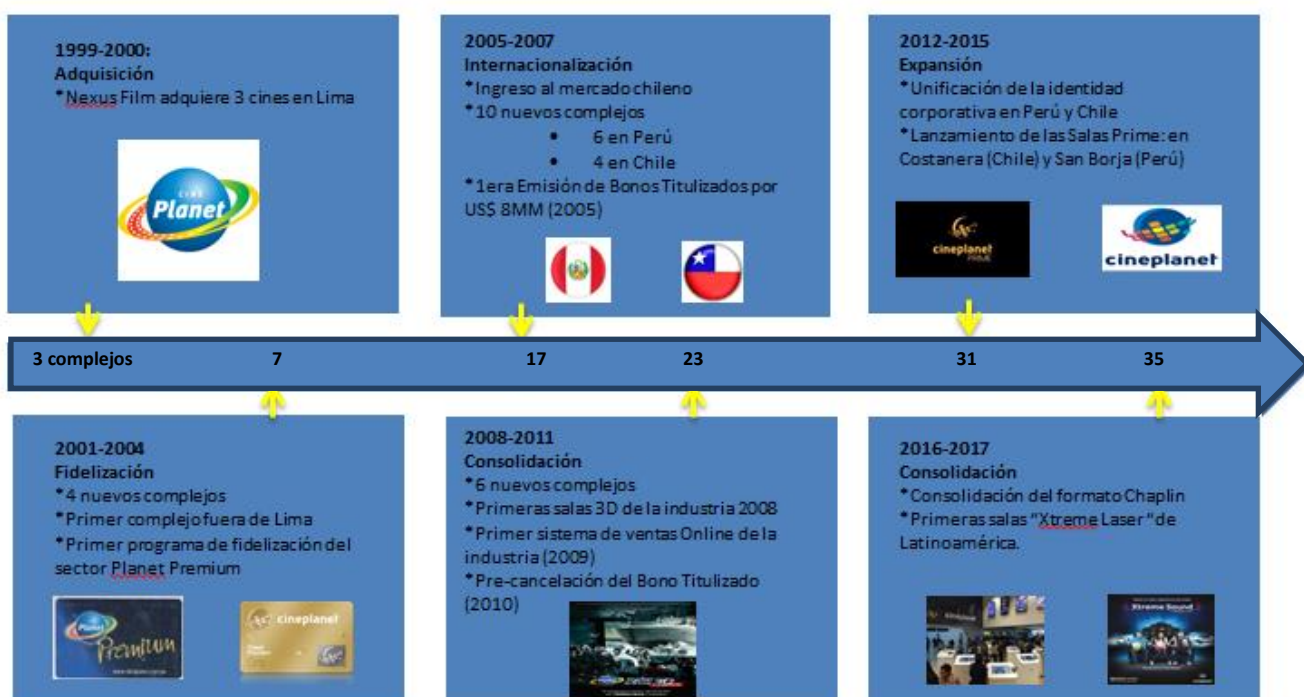 1999-2000:
Adquisición
*Nexus Film adquiere 3 cines en Lima
CINE
Planet
2005-2007
Internacionalización
*Ingreso al mercado chileno
*10 nuevos complejos
• 6 en Perú
• 4 en Chile
*1era Emisión de Bonos Titulizados por
US$ 8MM (2005)
2012-2015
Expansión
*Unificación de la identidad
corporativa en Perú y Chile
*Lanzamiento de las Salas Prime: en
Costanera (Chile) y San Borja (Perú)
cineplanet
PRIME
cineplanet
3 complejos 7 17 23 31 35
2001-2004
Fidelización
*4 nuevos complejos
*Primer complejo fuera de Lima
*Primer programa de fidelización del
sector Planet Premium
Planet
Premium
cineplanet
2008-2011
Consolidación
*6 nuevos complejos
*Primeras salas 3D de la industria 2008
*Primer sistema de ventas Online de la
industria (2009)
*Pre-cancelación del Bono Titulizado
(2010)
2016-2017
Consolidación
*Consolidación del formato Chaplin
*Primeras salas "Xtreme Laser "de
Latinoamérica.
Xtreme Sound